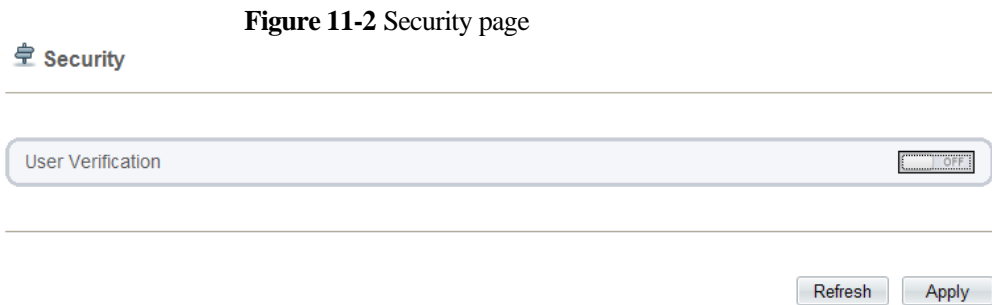 Figure 11-2 Security page
Security
User Verification
OFF
Refresh Apply